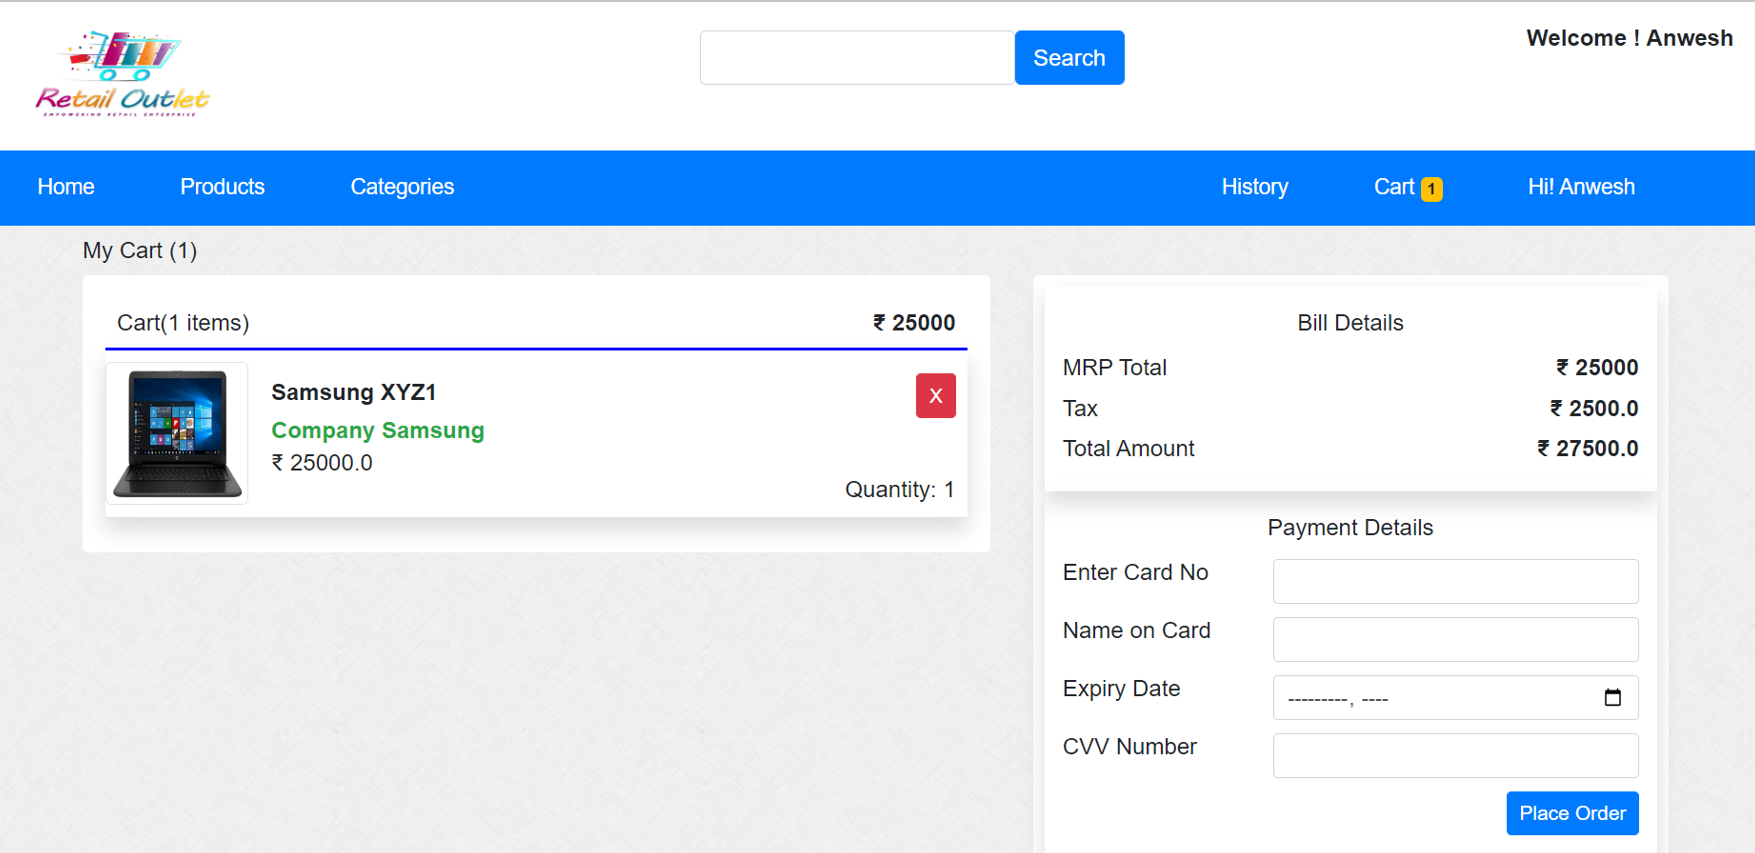 Retail Outlet
EMPOWERING RETAIL ENTERPRISE
Search
Welcome ! Anwesh
Home
Products
Categories
History
Cart 1
Hi! Anwesh
My Cart (1)
Cart(1 items)
₹ 25000
Samsung XYZ1
X
Company Samsung
₹ 25000.0
Quantity: 1
Bill Details
MRP Total
₹ 25000
Tax
₹ 2500.0
Total Amount
₹ 27500.0
Payment Details
Enter Card No
Name on Card
Expiry Date
---------, ----
CVV Number
Place Order